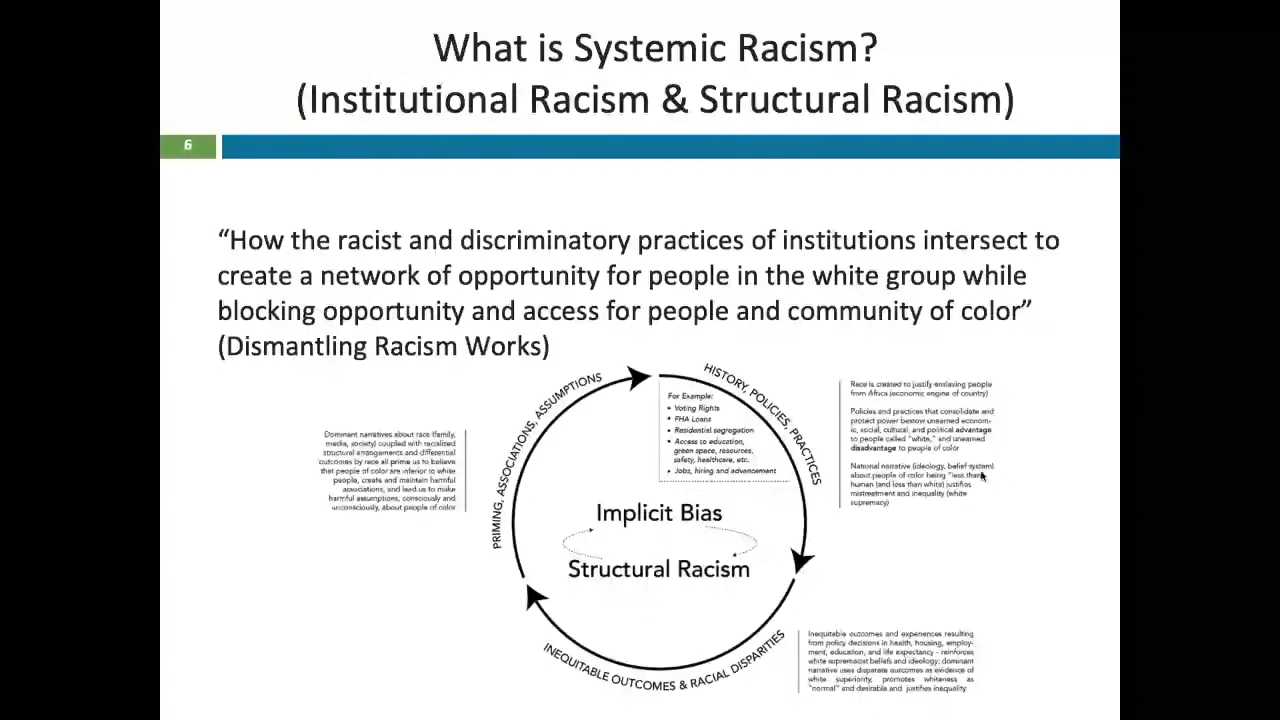 What is Systemic Racism?
(Institutional Racism & Structural Racism)
6
“How the racist and discriminatory practices of institutions intersect to
create a network of opportunity for people in the white group while
blocking opportunity and access for people and community of color”
(Dismantling Racism Works)
PRIMING, ASSOCIATIONS, ASSUMPTIONS
HISTORY, POLICIES, PRACTICES
For Example:
• Voting Rights
• FHA Loans
• Residential segregation
• Access to education,
green space, resources,
safety, healthcare, etc.
• Jobs, hiring and advancement
Race is created to justify enslaving people
from Africa (economic engine of country)
Policies and practices that consolidate and
protect power bestow unearned econom-
ic, social, cultural, and political advantage
to people called "white," and unearned
disadvantage to people of color
National narrative (ideology, belief system)
about people of color being "less than"
human (and less than white) justifies
mistreatment and inequality (white
supremacy)
Dominant narratives about race (family,
media, society) coupled with racialized
structural arrangements and differential
outcomes by race all prime us to believe
that people of color are inferior to white
people, create and maintain harmful
associations, and lead us to make
harmful assumptions, consciously and
unconsciously, about people of color
Implicit Bias
Structural Racism
INEQUITABLE OUTCOMES & RACIAL DISPARITIES
Inequitable outcomes and experiences resulting
from policy decisions in health, housing, employ-
ment, education, and life expectancy - reinforces
white supremacist beliefs and ideology; dominant
narrative uses disparate outcomes as evidence of
white superiority, promotes whiteness as
"normal" and desirable and justifies inequality